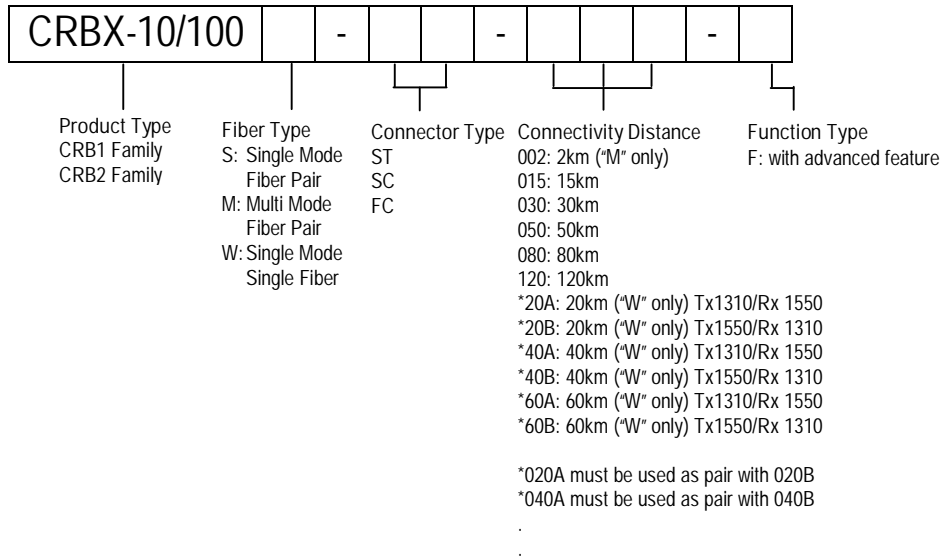 CRBX-10/100 - - -
Product Type
CRB1 Family
CRB2 Family
Fiber Type
S: Single Mode
Fiber Pair
M: Multi Mode
Fiber Pair
W: Single Mode
Single Fiber
Connector Type
ST
SC
FC
Connectivity Distance
002: 2km ("M" only)
015: 15km
030: 30km
050: 50km
080: 80km
120: 120km
*20A: 20km ("W" only) Tx1310/Rx 1550
*20B: 20km ("W" only) Tx1550/Rx 1310
*40A: 40km ("W" only) Tx1310/Rx 1550
*40B: 40km ("W" only) Tx1550/Rx 1310
*60A: 60km ("W" only) Tx1310/Rx 1550
*60B: 60km ("W" only) Tx1550/Rx 1310
*020A must be used as pair with 020B
*040A must be used as pair with 040B
.
.
Function Type
F: with advanced feature